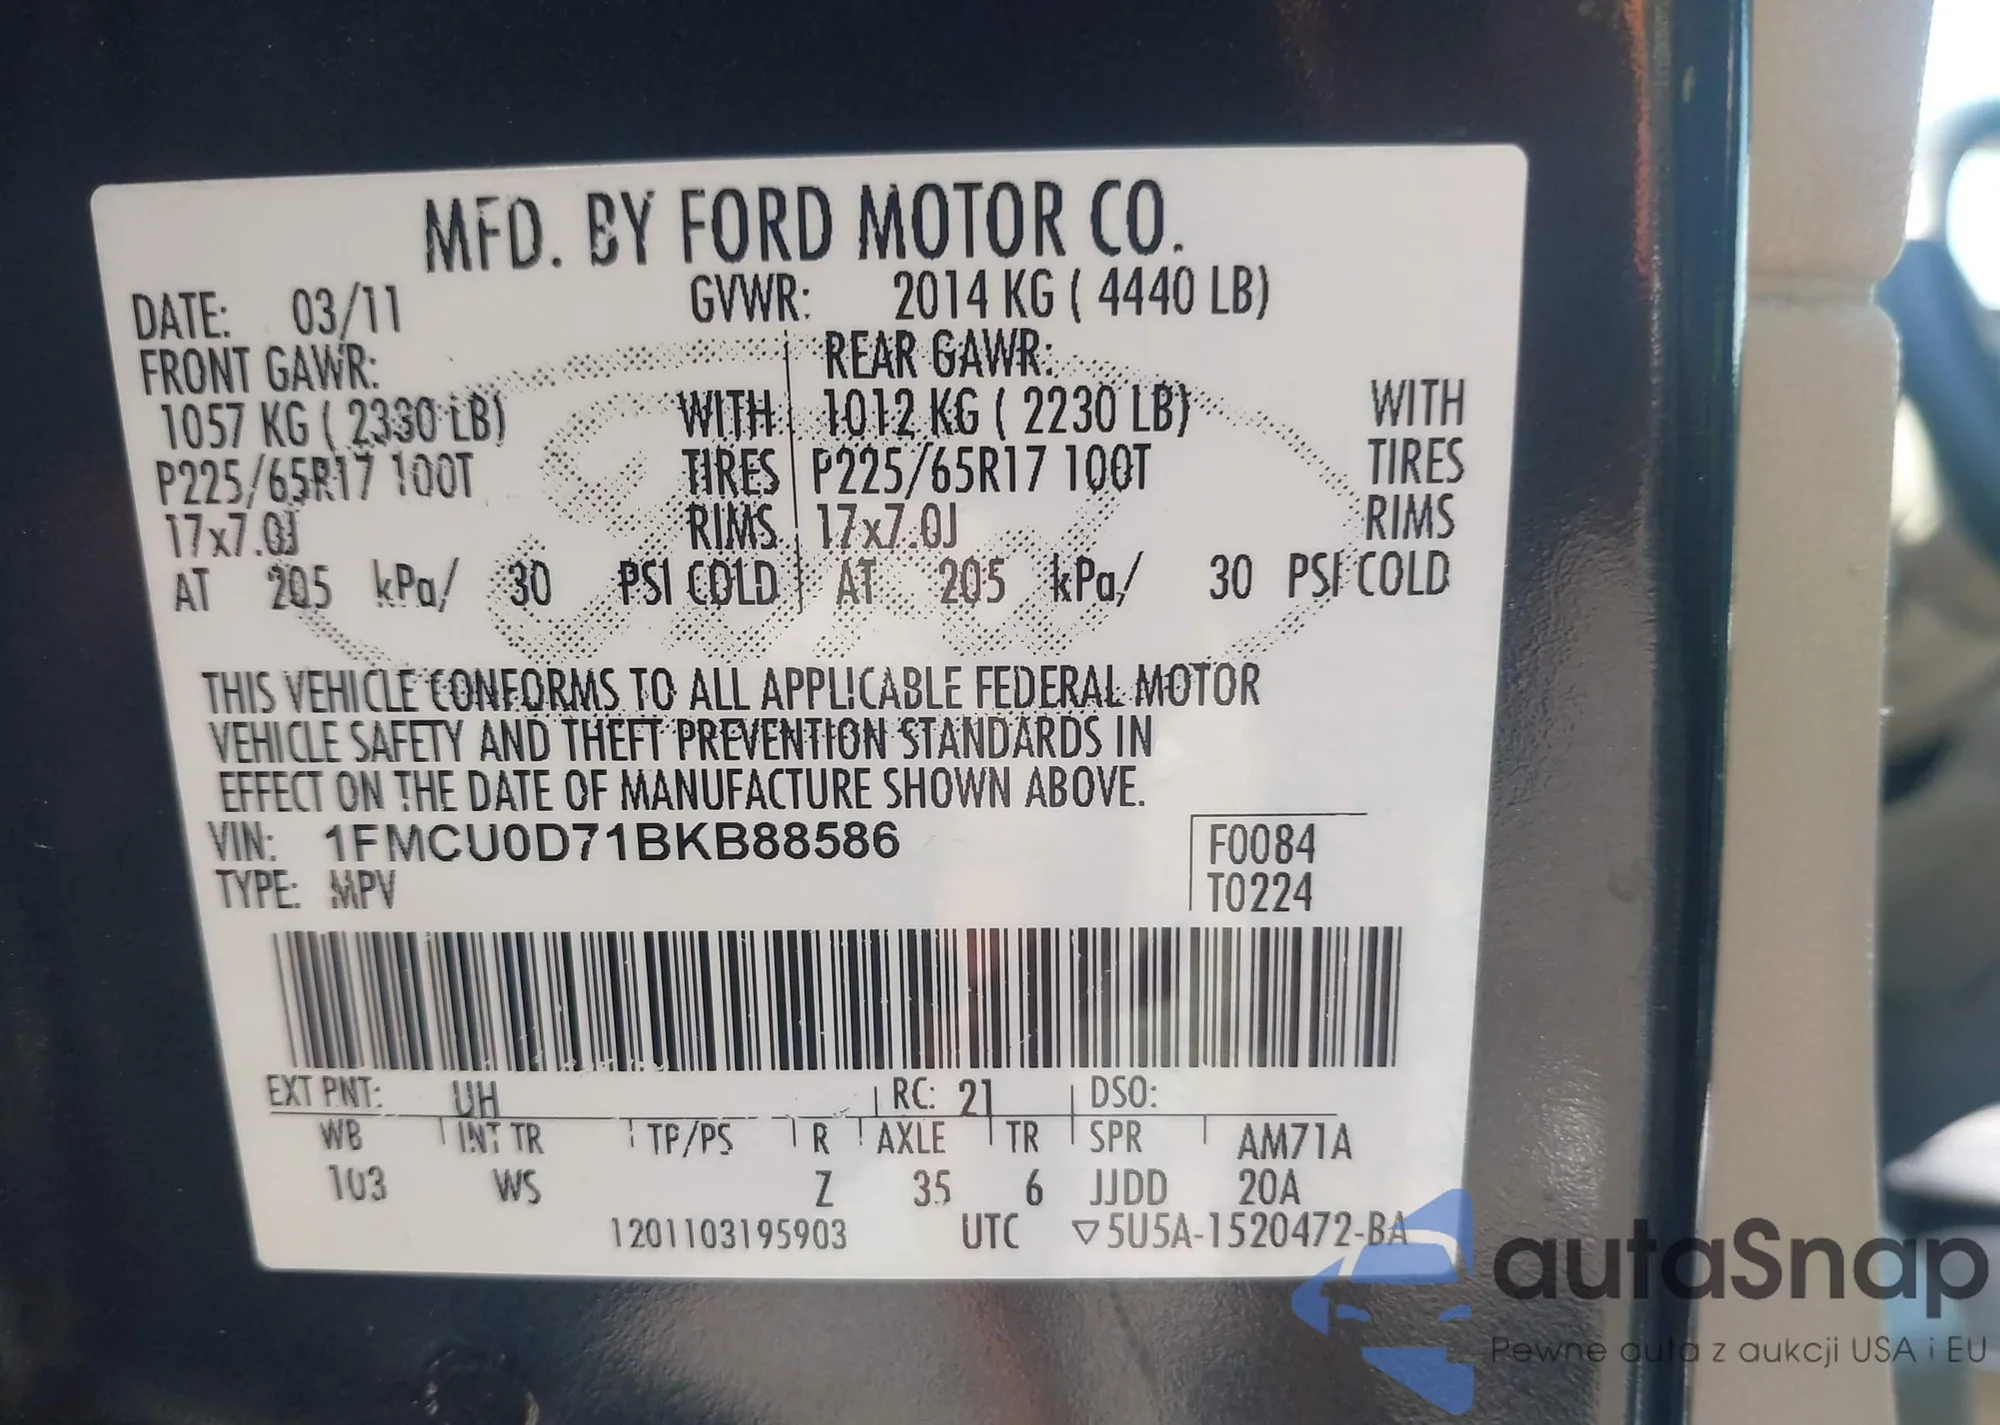 MFD. BY FORD MOTOR CO.
DATE: 03/11 GVWR: 2014 KG ( 4440 LB)
FRONT GAWR: REAR GAWR:
1057 KG ( 2330 LB) WITH 1012 KG ( 2230 LB) WITH
P225/65R17 100T TIRES P225/65R17 100T TIRES
17x7.0J RIMS 17x7.0J RIMS
AT 205 kPa/ 30 PSI COLD AT 205 kPa/ 30 PSI COLD
THIS VEHICLE CONFORMS TO ALL APPLICABLE FEDERAL MOTOR
VEHICLE SAFETY AND THEFT PREVENTION STANDARDS IN
EFFECT ON THE DATE OF MANUFACTURE SHOWN ABOVE.
VIN: 1FMCU0D71BKB88586 F0084
TYPE: MPV T0224
EXT PNT: UH RC: 21 DSO:
WB INT TR TP/PS R AXLE TR SPR AM71A
103 WS Z 35 6 JJDD 20A
1201103195903 UTC ▽5U5A-1520472-BA
autaSnap
Pewne auta z aukcji USA i EU